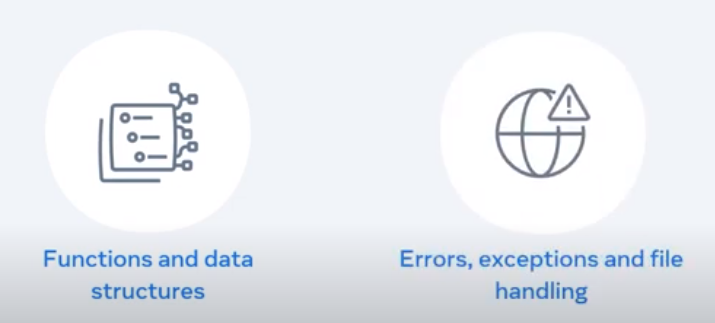 Functions and data
structures
Errors, exceptions and file
handling